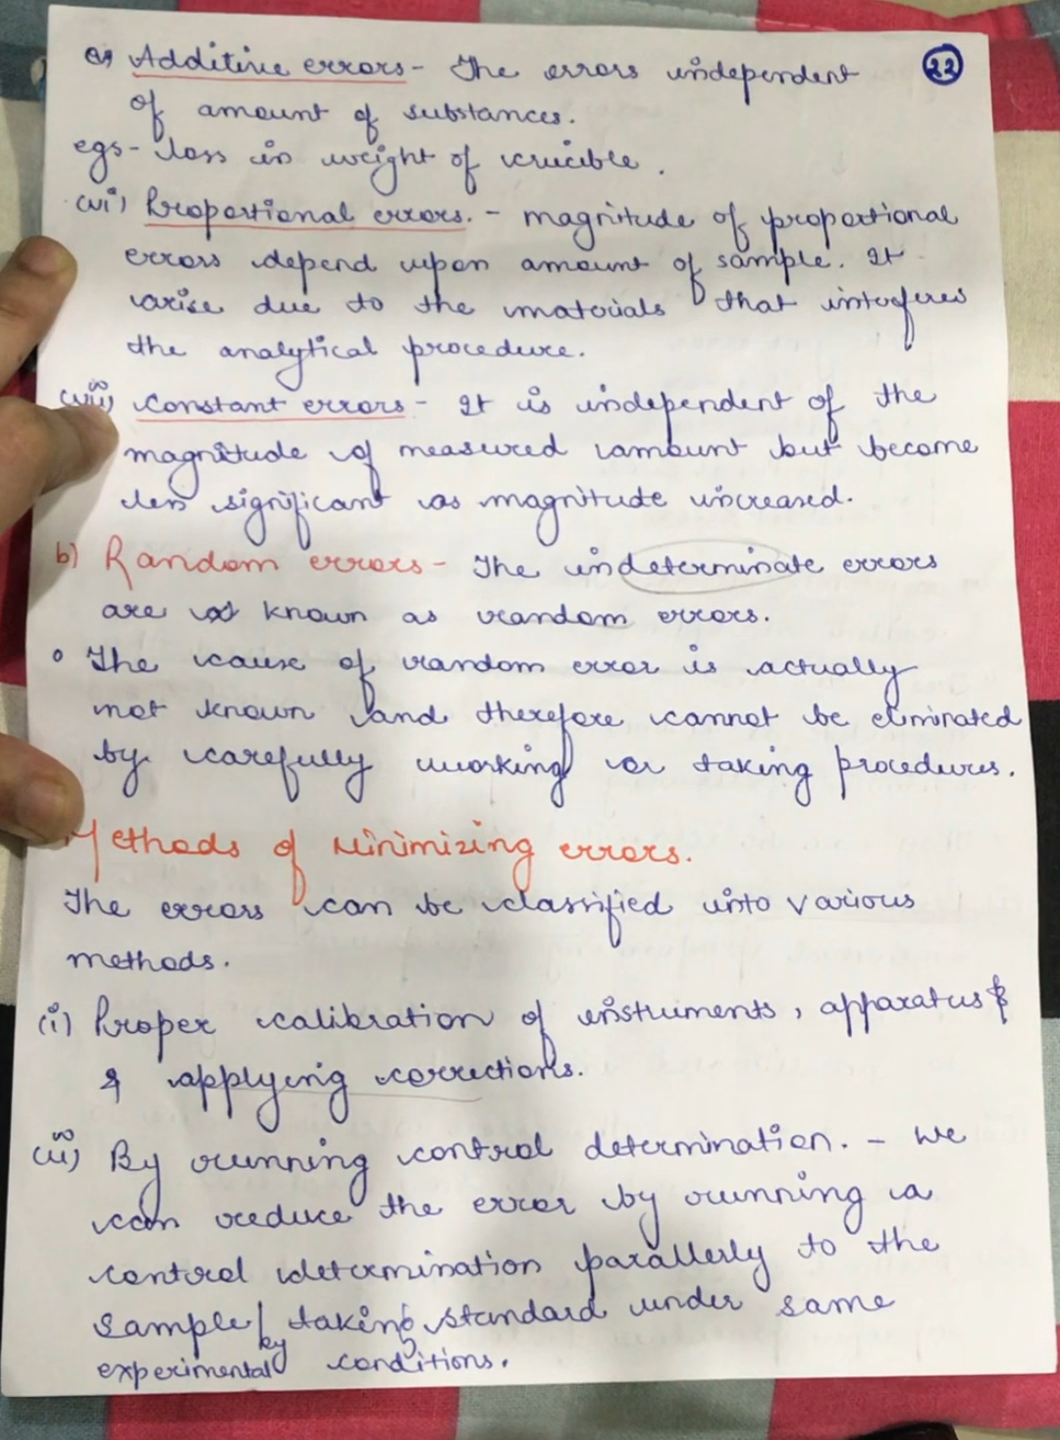 v) Additive errors - The errors independent
22
of amount of substances.
egs - loss in weight of crucible.
(vi) Proportional errors. - magnitude of proportional
errors depend upon amount of sample. It
arise due to the materials that interferes
the analytical procedure.
(vii) Constant errors - It is independent of the
magnitude of measured amount but become
less significant as magnitude increased.
b) Random errors - The indeterminate errors
are known as random errors.
• The cause of random error is actually
not known and therefore cannot be eliminated
by carefully working or taking procedures.
Methods of Minimizing errors.
The errors can be classified into various
methods.
(i) Proper calibration of instruments, apparatus &
& applying corrections.
(ii) By running control determination. - We
can reduce the error by running a
control determination parallerly to the
sample/by taking standard under same
experimental conditions.